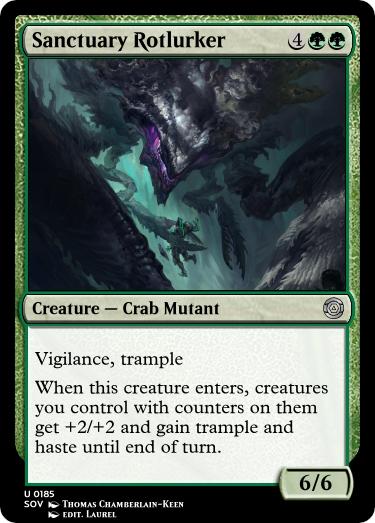 Sanctuary Rotlurker 4
Creature — Crab Mutant
Vigilance, trample
When this creature enters, creatures
you control with counters on them
get +2/+2 and gain trample and
haste until end of turn.
6/6
U 0185
SOV Thomas Chamberlain-Keen
edit. Laurel